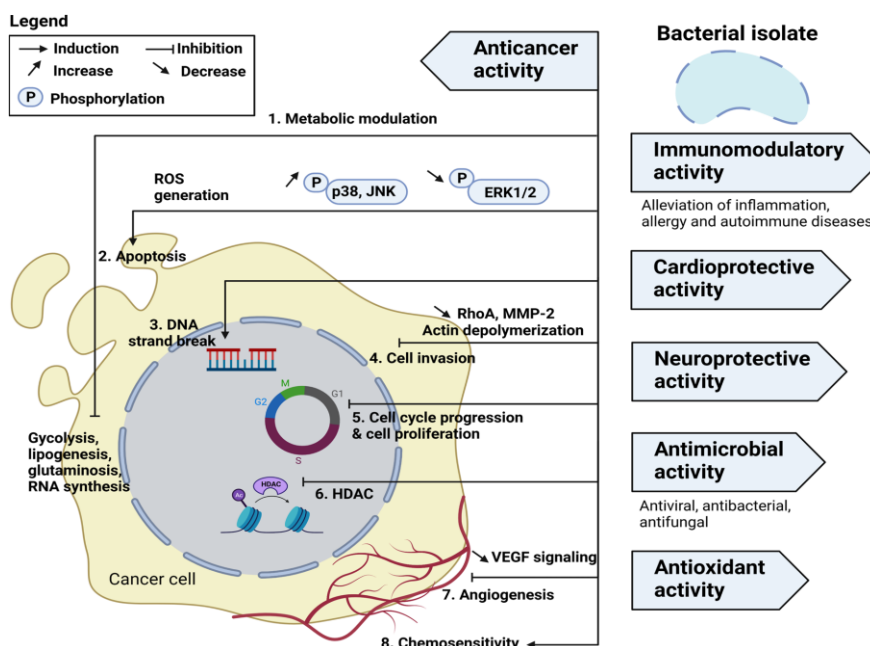 Legend
Induction
Inhibition
Increase
Decrease
P
Phosphorylation
Anticancer
activity
Bacterial isolate
1. Metabolic modulation
Immunomodulatory
activity
Alleviation of inflammation,
allergy and autoimmune diseases
ROS
generation
P
p38, JNK
P
ERK1/2
2. Apoptosis
Cardioprotective
activity
3. DNA
strand break
RhoA, MMP-2
Actin depolymerization
4. Cell invasion
Neuroprotective
activity
M
G1
G2
S
5. Cell cycle progression
& cell proliferation
Gycolysis,
lipogenesis,
glutaminosis,
RNA synthesis
Antimicrobial
activity
Antiviral, antibacterial,
antifungal
Ac
HDAC
6. HDAC
VEGF signaling
Antioxidant
activity
Cancer cell
7. Angiogenesis
8. Chemosensitivity